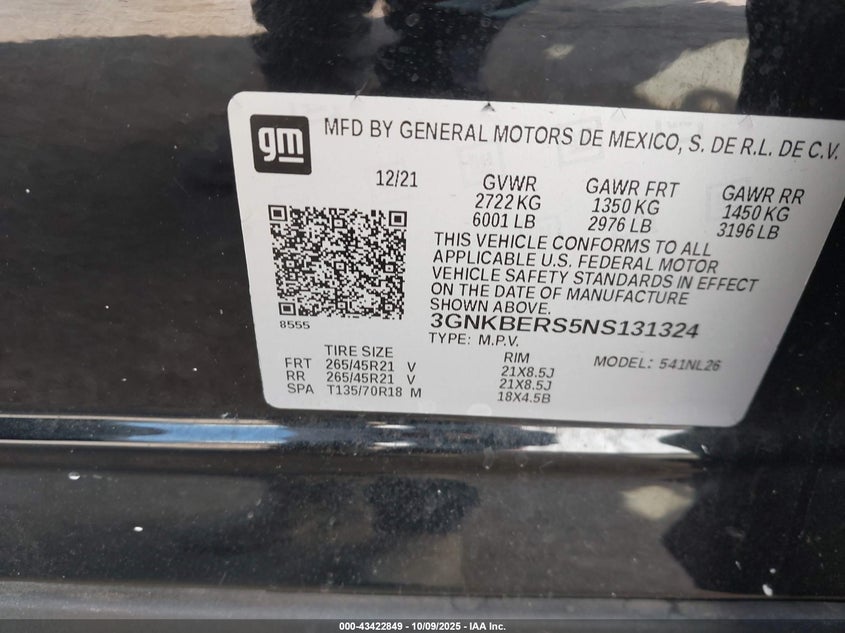 gm
MFD BY GENERAL MOTORS DE MEXICO, S. DE R.L. DE C.V.
12/21
GVWR GAWR FRT GAWR RR
2722 KG 1350 KG 1450 KG
6001 LB 2976 LB 3196 LB
THIS VEHICLE CONFORMS TO ALL
APPLICABLE U.S. FEDERAL MOTOR
VEHICLE SAFETY STANDARDS IN EFFECT
ON THE DATE OF MANUFACTURE
SHOWN ABOVE.
8555
3GNKBERS5NS131324
TYPE: M.P.V.
MODEL: 541NL26
TIRE SIZE RIM
FRT 265/45R21 V 21X8.5J
RR 265/45R21 V 21X8.5J
SPA T135/70R18 M 18X4.5B
000-43422849 - 10/09/2025 - IAA Inc.